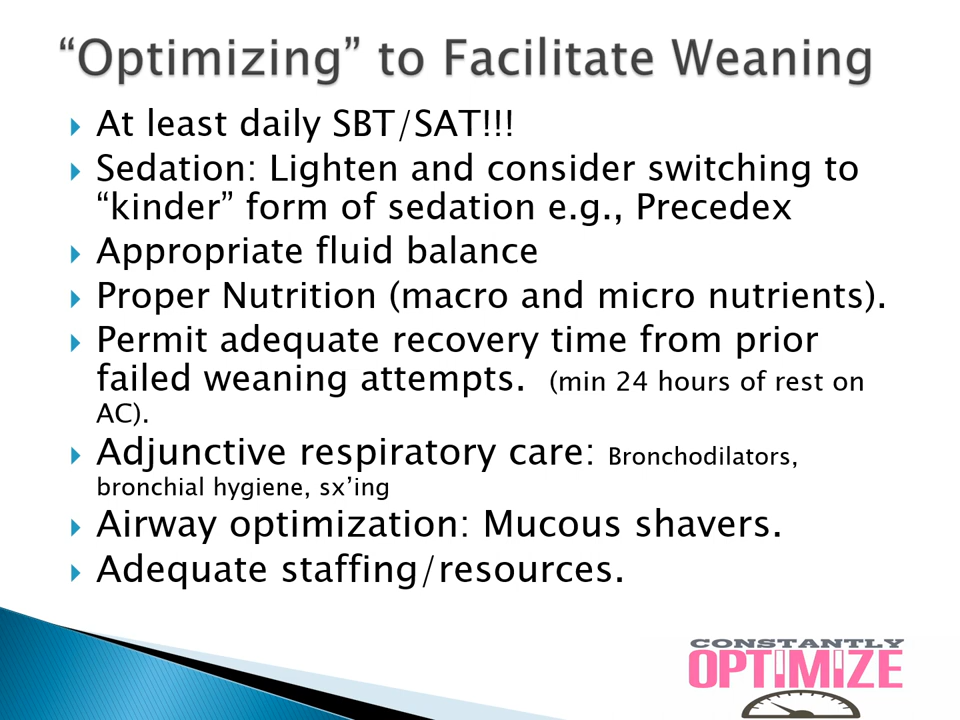 “Optimizing” to Facilitate Weaning
At least daily SBT/SAT!!!
Sedation: Lighten and consider switching to
“kinder” form of sedation e.g., Precedex
Appropriate fluid balance
Proper Nutrition (macro and micro nutrients).
Permit adequate recovery time from prior
failed weaning attempts. (min 24 hours of rest on
AC).
Adjunctive respiratory care: Bronchodilators,
bronchial hygiene, sx’ing
Airway optimization: Mucous shavers.
Adequate staffing/resources.
CONSTANTLY
OPTIMIZE